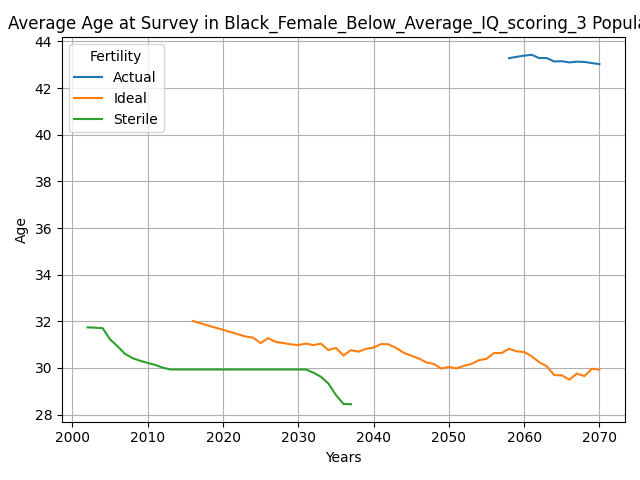 Average Age at Survey in Black_Female_Below_Average_IQ_scoring_3 Popula
44
42
40
38
36
34
32
30
28
Age
Fertility
Actual
Ideal
Sterile
2000 2010 2020 2030 2040 2050 2060 2070
Years